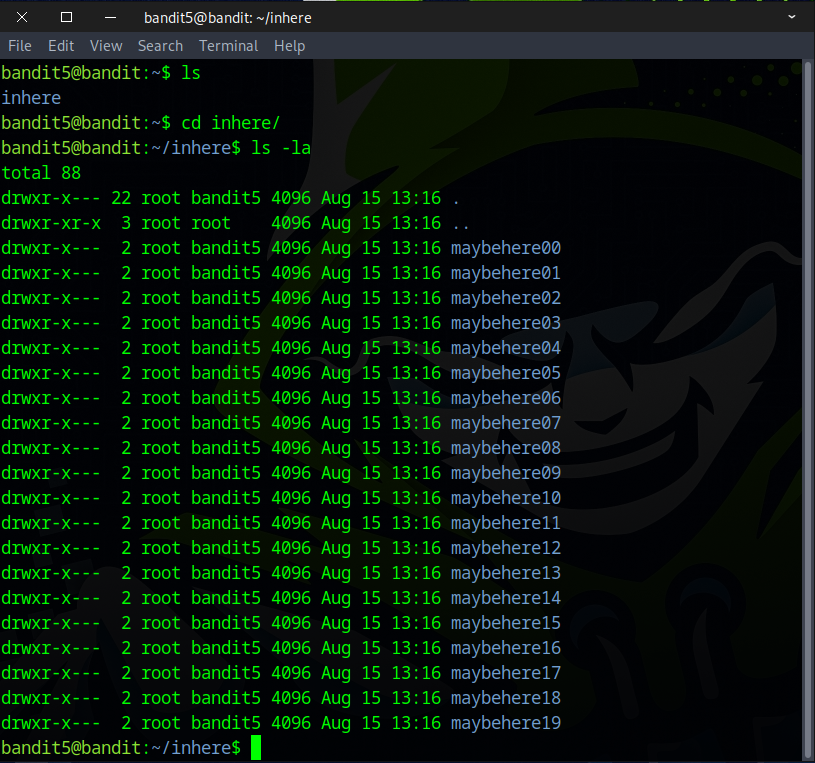 bandit5@bandit: ~/inhere
File Edit View Search Terminal Help
bandit5@bandit:~$ ls
inhere
bandit5@bandit:~$ cd inhere/
bandit5@bandit:~/inhere$ ls -la
total 88
drwxr-x--- 22 root bandit5 4096 Aug 15 13:16 .
drwxr-xr-x  3 root root    4096 Aug 15 13:16 ..
drwxr-x---  2 root bandit5 4096 Aug 15 13:16 maybehere00
drwxr-x---  2 root bandit5 4096 Aug 15 13:16 maybehere01
drwxr-x---  2 root bandit5 4096 Aug 15 13:16 maybehere02
drwxr-x---  2 root bandit5 4096 Aug 15 13:16 maybehere03
drwxr-x---  2 root bandit5 4096 Aug 15 13:16 maybehere04
drwxr-x---  2 root bandit5 4096 Aug 15 13:16 maybehere05
drwxr-x---  2 root bandit5 4096 Aug 15 13:16 maybehere06
drwxr-x---  2 root bandit5 4096 Aug 15 13:16 maybehere07
drwxr-x---  2 root bandit5 4096 Aug 15 13:16 maybehere08
drwxr-x---  2 root bandit5 4096 Aug 15 13:16 maybehere09
drwxr-x---  2 root bandit5 4096 Aug 15 13:16 maybehere10
drwxr-x---  2 root bandit5 4096 Aug 15 13:16 maybehere11
drwxr-x---  2 root bandit5 4096 Aug 15 13:16 maybehere12
drwxr-x---  2 root bandit5 4096 Aug 15 13:16 maybehere13
drwxr-x---  2 root bandit5 4096 Aug 15 13:16 maybehere14
drwxr-x---  2 root bandit5 4096 Aug 15 13:16 maybehere15
drwxr-x---  2 root bandit5 4096 Aug 15 13:16 maybehere16
drwxr-x---  2 root bandit5 4096 Aug 15 13:16 maybehere17
drwxr-x---  2 root bandit5 4096 Aug 15 13:16 maybehere18
drwxr-x---  2 root bandit5 4096 Aug 15 13:16 maybehere19
bandit5@bandit:~/inhere$